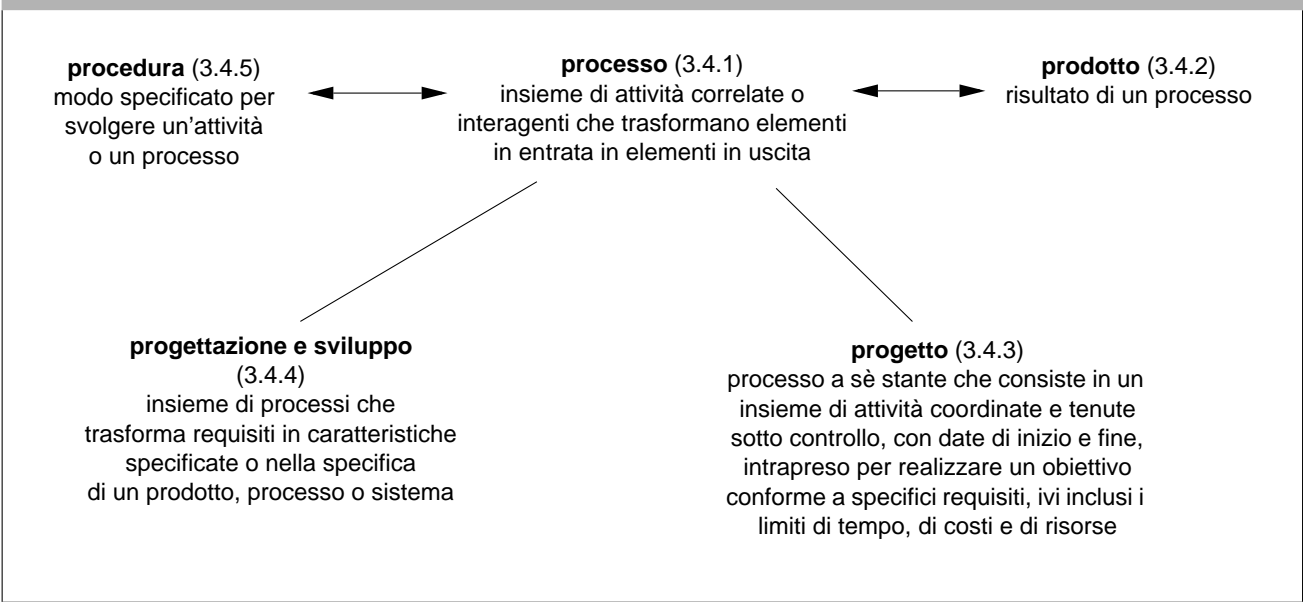 procedura (3.4.5)
modo specificato per
svolgere un'attività
o un processo
processo (3.4.1)
insieme di attività correlate o
interagenti che trasformano elementi
in entrata in elementi in uscita
prodotto (3.4.2)
risultato di un processo
progettazione e sviluppo
(3.4.4)
insieme di processi che
trasforma requisiti in caratteristiche
specificate o nella specifica
di un prodotto, processo o sistema
progetto (3.4.3)
processo a sè stante che consiste in un
insieme di attività coordinate e tenute
sotto controllo, con date di inizio e fine,
intrapreso per realizzare un obiettivo
conforme a specifici requisiti, ivi inclusi i
limiti di tempo, di costi e di risorse